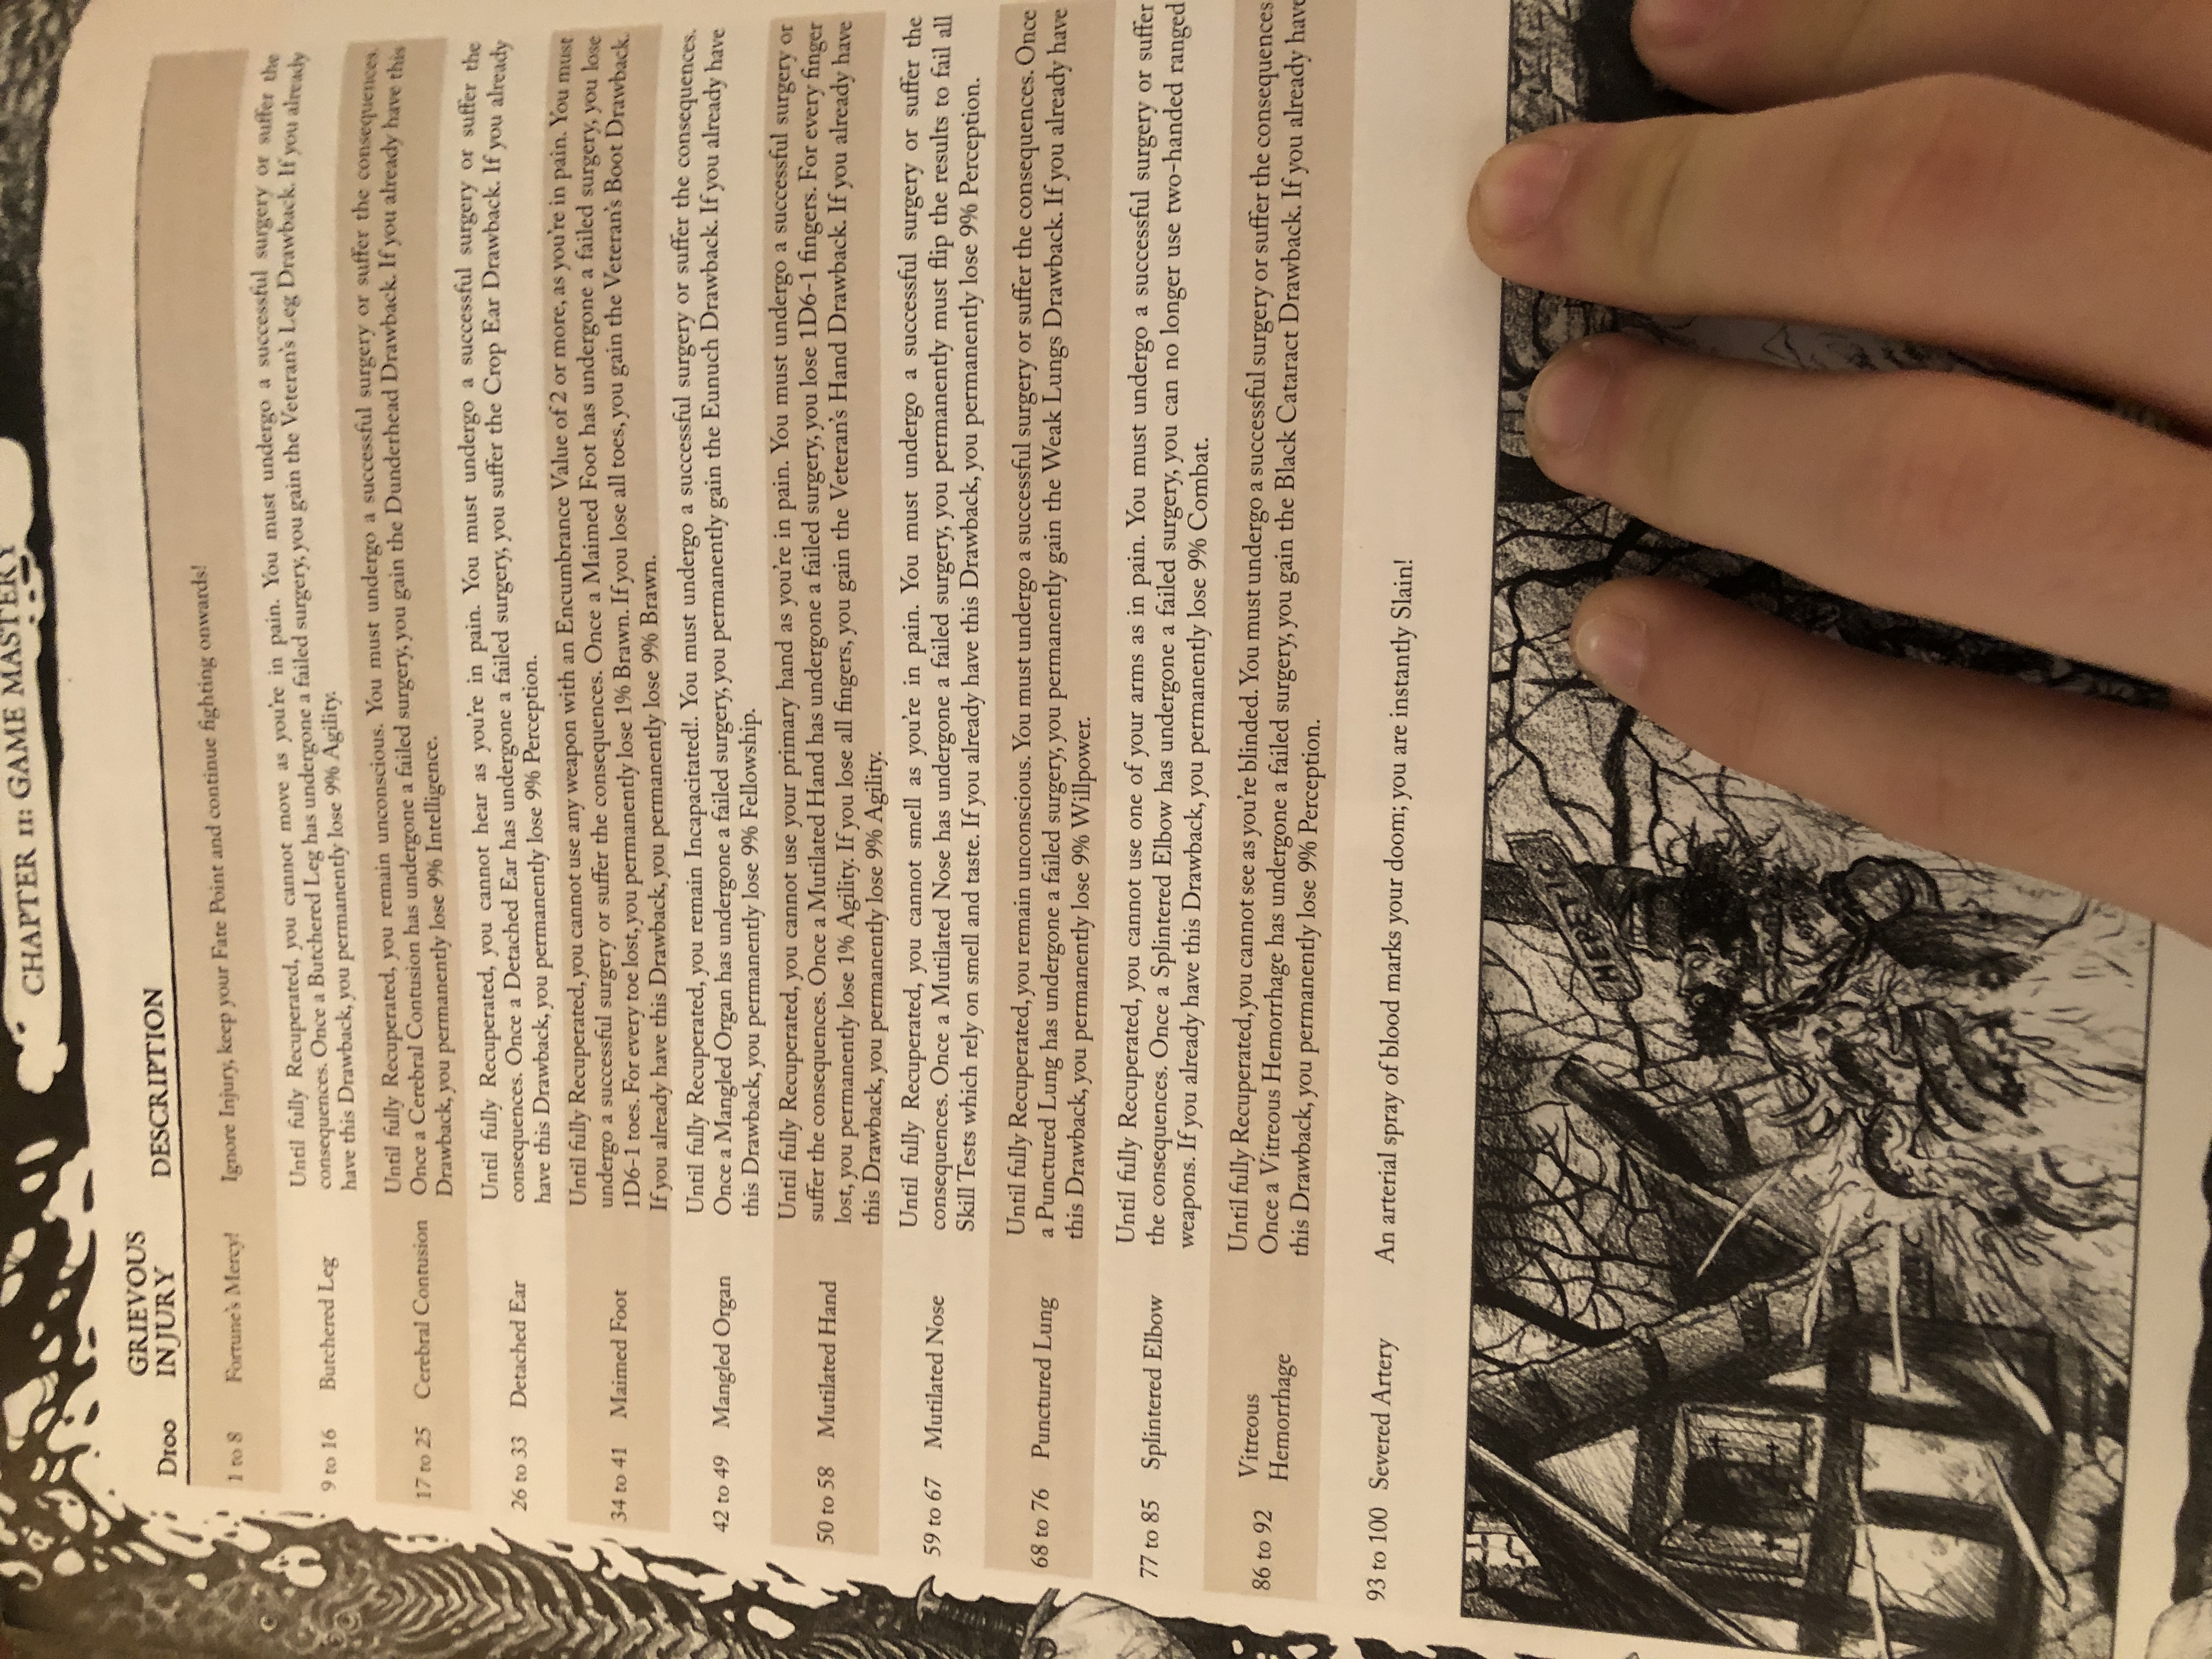 CHAPTER 11: GAME MASTERY
D100 GRIEVOUS INJURY DESCRIPTION
1 to 8 Fortune's Mercy! Ignore Injury, keep your Fate Point and continue fighting onwards!
9 to 16 Butchered Leg Until fully Recuperated, you cannot move as you're in pain. You must undergo a successful surgery or suffer the
consequences. Once a Butchered Leg has undergone a failed surgery, you gain the Veteran's Leg Drawback. If you already
have this Drawback, you permanently lose 9% Agility.
17 to 25 Cerebral Contusion Until fully Recuperated, you remain unconscious. You must undergo a successful surgery or suffer the consequences.
Once a Cerebral Contusion has undergone a failed surgery, you gain the Dunderhead Drawback. If you already have this
Drawback, you permanently lose 9% Intelligence.
26 to 33 Detached Ear Until fully Recuperated, you cannot hear as you're in pain. You must undergo a successful surgery or suffer the
consequences. Once a Detached Ear has undergone a failed surgery, you suffer the Crop Ear Drawback. If you already
have this Drawback, you permanently lose 9% Perception.
34 to 41 Maimed Foot Until fully Recuperated, you cannot use any weapon with an Encumbrance Value of 2 or more, as you're in pain. You must
undergo a successful surgery or suffer the consequences. Once a Maimed Foot has undergone a failed surgery, you lose
1D6-1 toes. For every toe lost, you permanently lose 1% Brawn. If you lose all toes, you gain the Veteran's Boot Drawback.
If you already have this Drawback, you permanently lose 9% Brawn.
42 to 49 Mangled Organ Until fully Recuperated, you remain Incapacitated!. You must undergo a successful surgery or suffer the consequences.
Once a Mangled Organ has undergone a failed surgery, you permanently gain the Eunuch Drawback. If you already have
this Drawback, you permanently lose 9% Fellowship.
50 to 58 Mutilated Hand Until fully Recuperated, you cannot use your primary hand as you're in pain. You must undergo a successful surgery or
suffer the consequences. Once a Mutilated Hand has undergone a failed surgery, you lose 1D6-1 fingers. For every finger
lost, you permanently lose 1% Agility. If you lose all fingers, you gain the Veteran's Hand Drawback. If you already have
this Drawback, you permanently lose 9% Agility.
59 to 67 Mutilated Nose Until fully Recuperated, you cannot smell as you're in pain. You must undergo a successful surgery or suffer the
consequences. Once a Mutilated Nose has undergone a failed surgery, you permanently must flip the results to fail all
Skill Tests which rely on smell and taste. If you already have this Drawback, you permanently lose 9% Perception.
68 to 76 Punctured Lung Until fully Recuperated, you remain unconscious. You must undergo a successful surgery or suffer the consequences. Once
a Punctured Lung has undergone a failed surgery, you permanently gain the Weak Lungs Drawback. If you already have
this Drawback, you permanently lose 9% Willpower.
77 to 85 Splintered Elbow Until fully Recuperated, you cannot use one of your arms as in pain. You must undergo a successful surgery or suffer
the consequences. Once a Splintered Elbow has undergone a failed surgery, you can no longer use two-handed ranged
weapons. If you already have this Drawback, you permanently lose 9% Combat.
86 to 92 Vitreous Hemorrhage Until fully Recuperated, you cannot see as you're blinded. You must undergo a successful surgery or suffer the consequences
Once a Vitreous Hemorrhage has undergone a failed surgery, you gain the Black Cataract Drawback. If you already have
this Drawback, you permanently lose 9% Perception.
93 to 100 Severed Artery An arterial spray of blood marks your doom; you are instantly Slain!
HERETIC